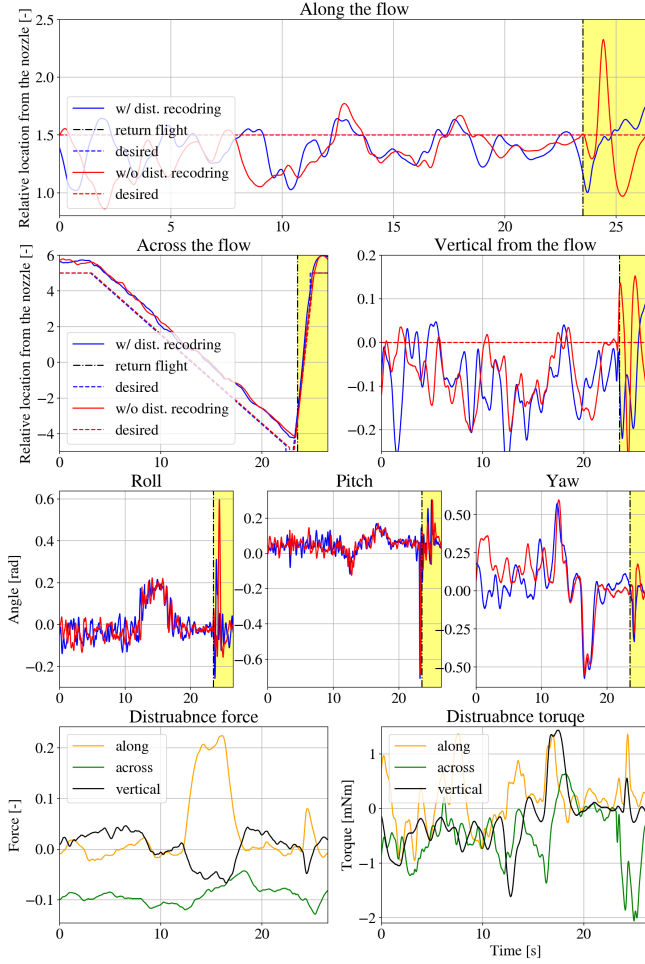 Along the flow
Relative location from the nozzle [-]
2.5
2.0
1.5
1.0
w/ dist. recodring
return flight
desired
w/o dist. recodring
desired
0 5 10 15 20 25
Across the flow
Relative location from the nozzle [-]
6
4
2
0
−2
−4
w/ dist. recodring
return flight
desired
w/o dist. recodring
desired
0 20
Vertical from the flow
0.2
0.1
0.0
−0.1
−0.2
0 20
Roll
Angle [rad]
0.6
0.4
0.2
0.0
−0.2
0 10 20
Pitch
0.2
0.0
−0.2
−0.4
−0.6
0 10 20
Yaw
0.50
0.25
0.00
−0.25
−0.50
0 10 20
Distruabnce force
Force [-]
0.2
0.1
0.0
−0.1
along
across
vertical
0 10 20
Distruabnce toruqe
Torque [mNm]
1
0
−1
−2
along
across
vertical
0 10 20
Time [s]